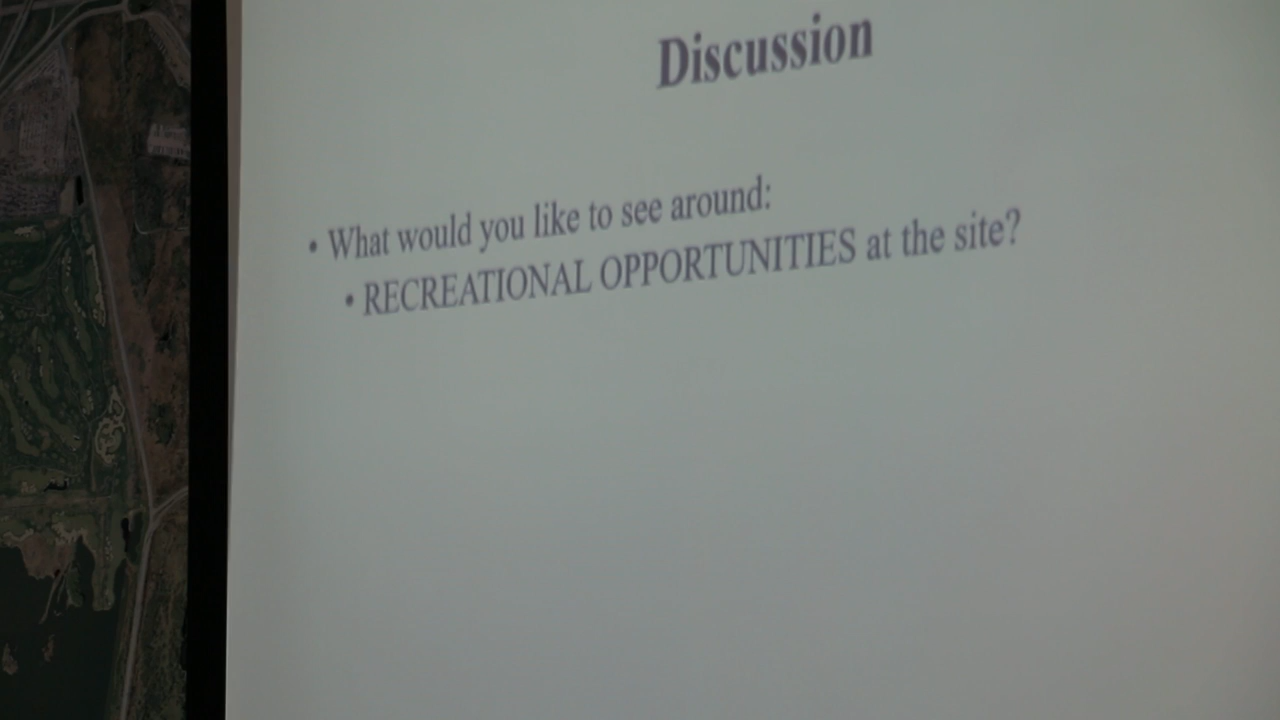 Discussion
• What would you like to see around:
• RECREATIONAL OPPORTUNITIES at the site?